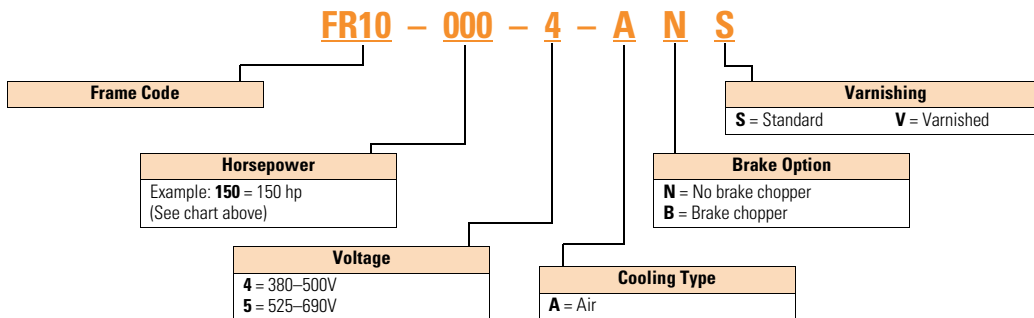 FR10 – 000 – 4 – A N S
Frame Code
Varnishing
S = Standard V = Varnished
Horsepower
Example: 150 = 150 hp
(See chart above)
Brake Option
N = No brake chopper
B = Brake chopper
Voltage
4 = 380–500V
5 = 525–690V
Cooling Type
A = Air